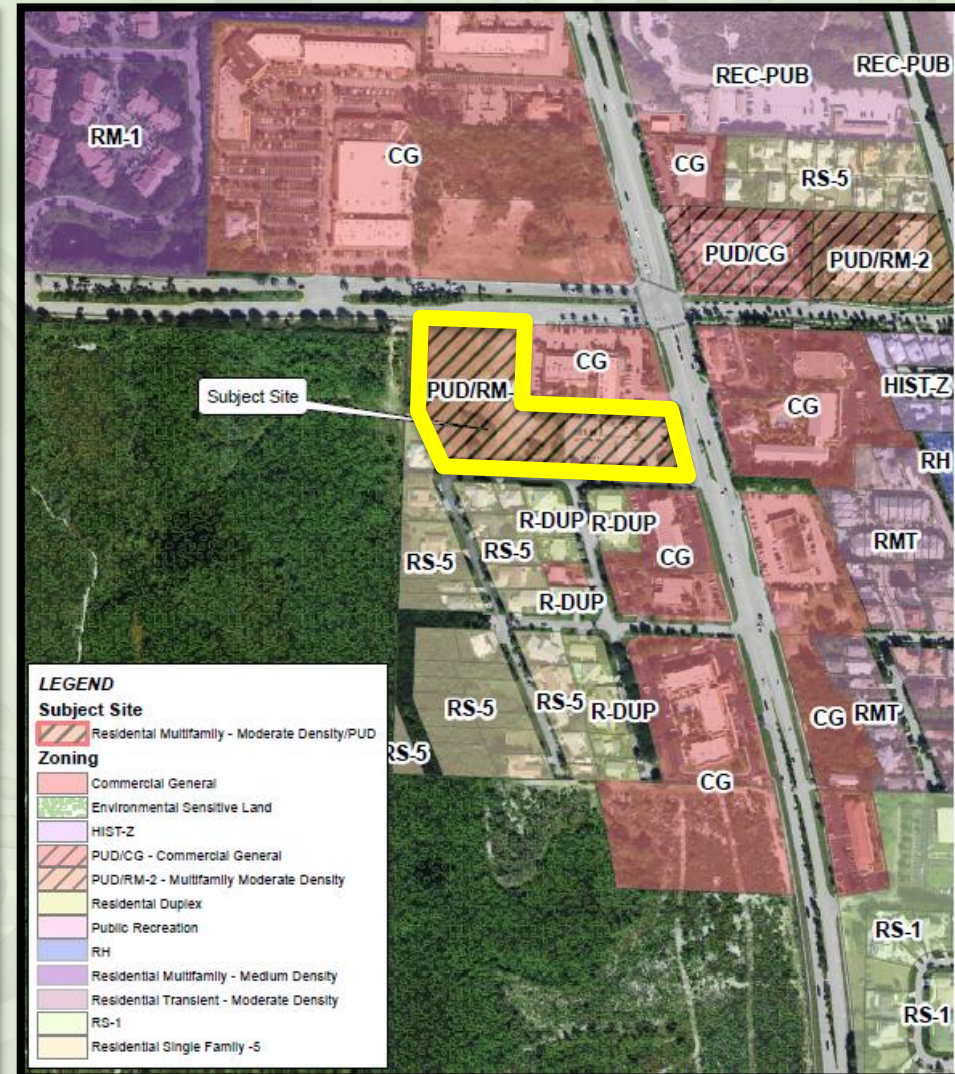 REC-PUB
REC-PUB
RM-1
CG
CG
RS-5
PUD/CG
PUD/RM-2
CG
Subject Site
PUD/RM-
CG
HIST-Z
RH
R-DUP
R-DUP
RS-5
RS-5
CG
RMT
R-DUP
RS-5
RS-5
R-DUP
CG
RMT
RS-5
CG
RS-1
RS-1
LEGEND
Subject Site
Residental Multifamily - Moderate Density/PUD
Zoning
Commercial General
Environmental Sensitive Land
HIST-Z
PUD/CG - Commercial General
PUD/RM-2 - Multifamily Moderate Density
Residental Duplex
Public Recreation
RH
Residential Multifamily - Medium Density
Residential Transient - Moderate Density
RS-1
Residential Single Family -5